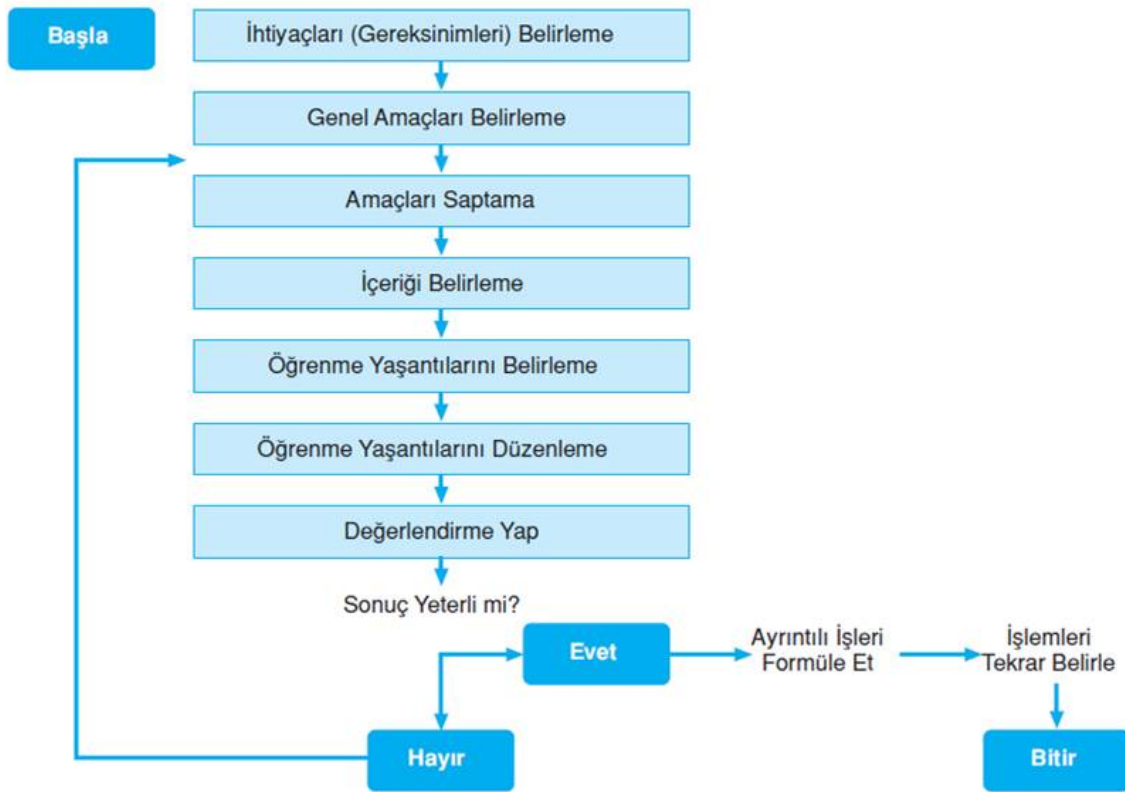 Başla
İhtiyaçları (Gereksinimleri) Belirleme
Genel Amaçları Belirleme
Amaçları Saptama
İçeriği Belirleme
Öğrenme Yaşantılarını Belirleme
Öğrenme Yaşantılarını Düzenleme
Değerlendirme Yap
Sonuç Yeterli mi?
Evet
Ayrıntılı İşleri
Formüle Et
İşlemleri
Tekrar Belirle
Hayır
Bitir